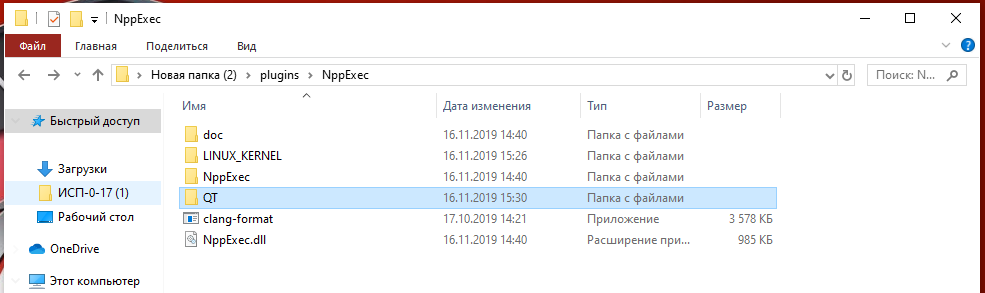 NppExec
Файл Главная Поделиться Вид
Новая папка (2) plugins NppExec Поиск: N...
Имя Дата изменения Тип Размер
Быстрый доступ
doc 16.11.2019 14:40 Папка с файлами
LINUX_KERNEL 16.11.2019 15:26 Папка с файлами
Загрузки
NppExec 16.11.2019 14:40 Папка с файлами
ИСП-0-17 (1)
QT 16.11.2019 15:30 Папка с файлами
Рабочий стол
clang-format 17.10.2019 14:21 Приложение 3 578 КБ
NppExec.dll 16.11.2019 14:40 Расширение при... 985 КБ
OneDrive
Этот компьютер